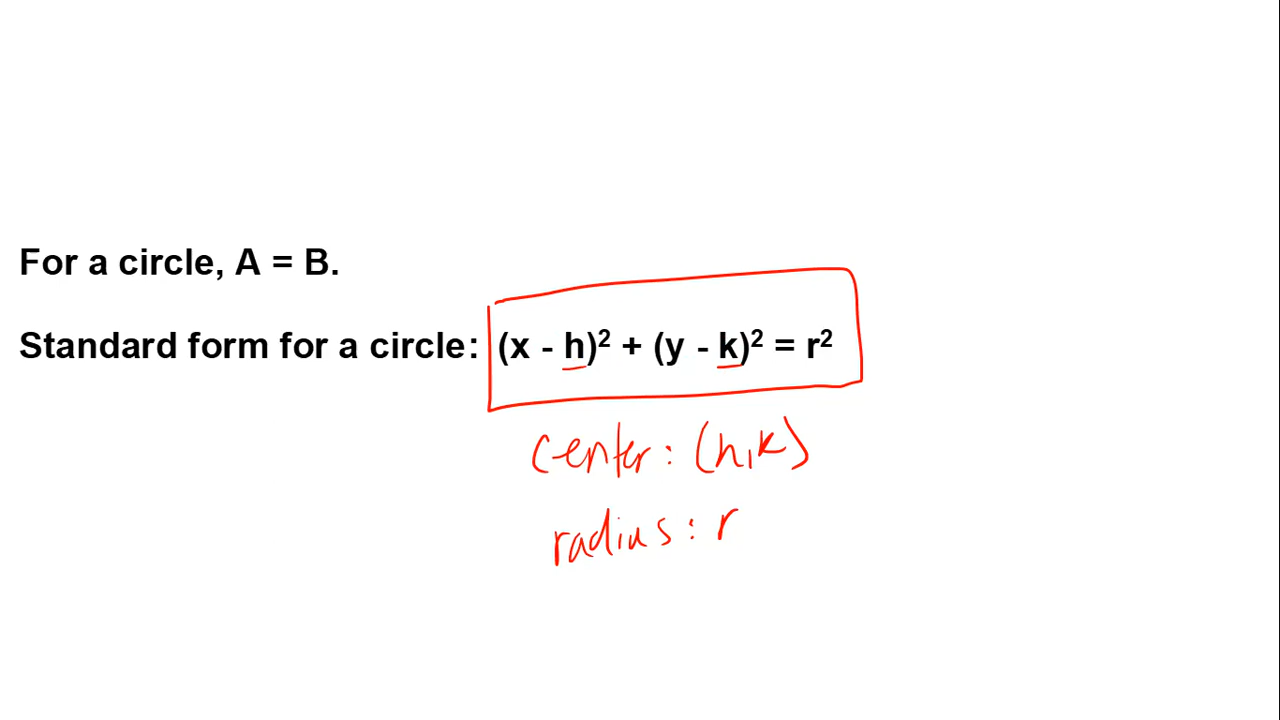 For a circle, A = B.
Standard form for a circle: (x - h)² + (y - k)² = r²
center: (h,k)
radius: r